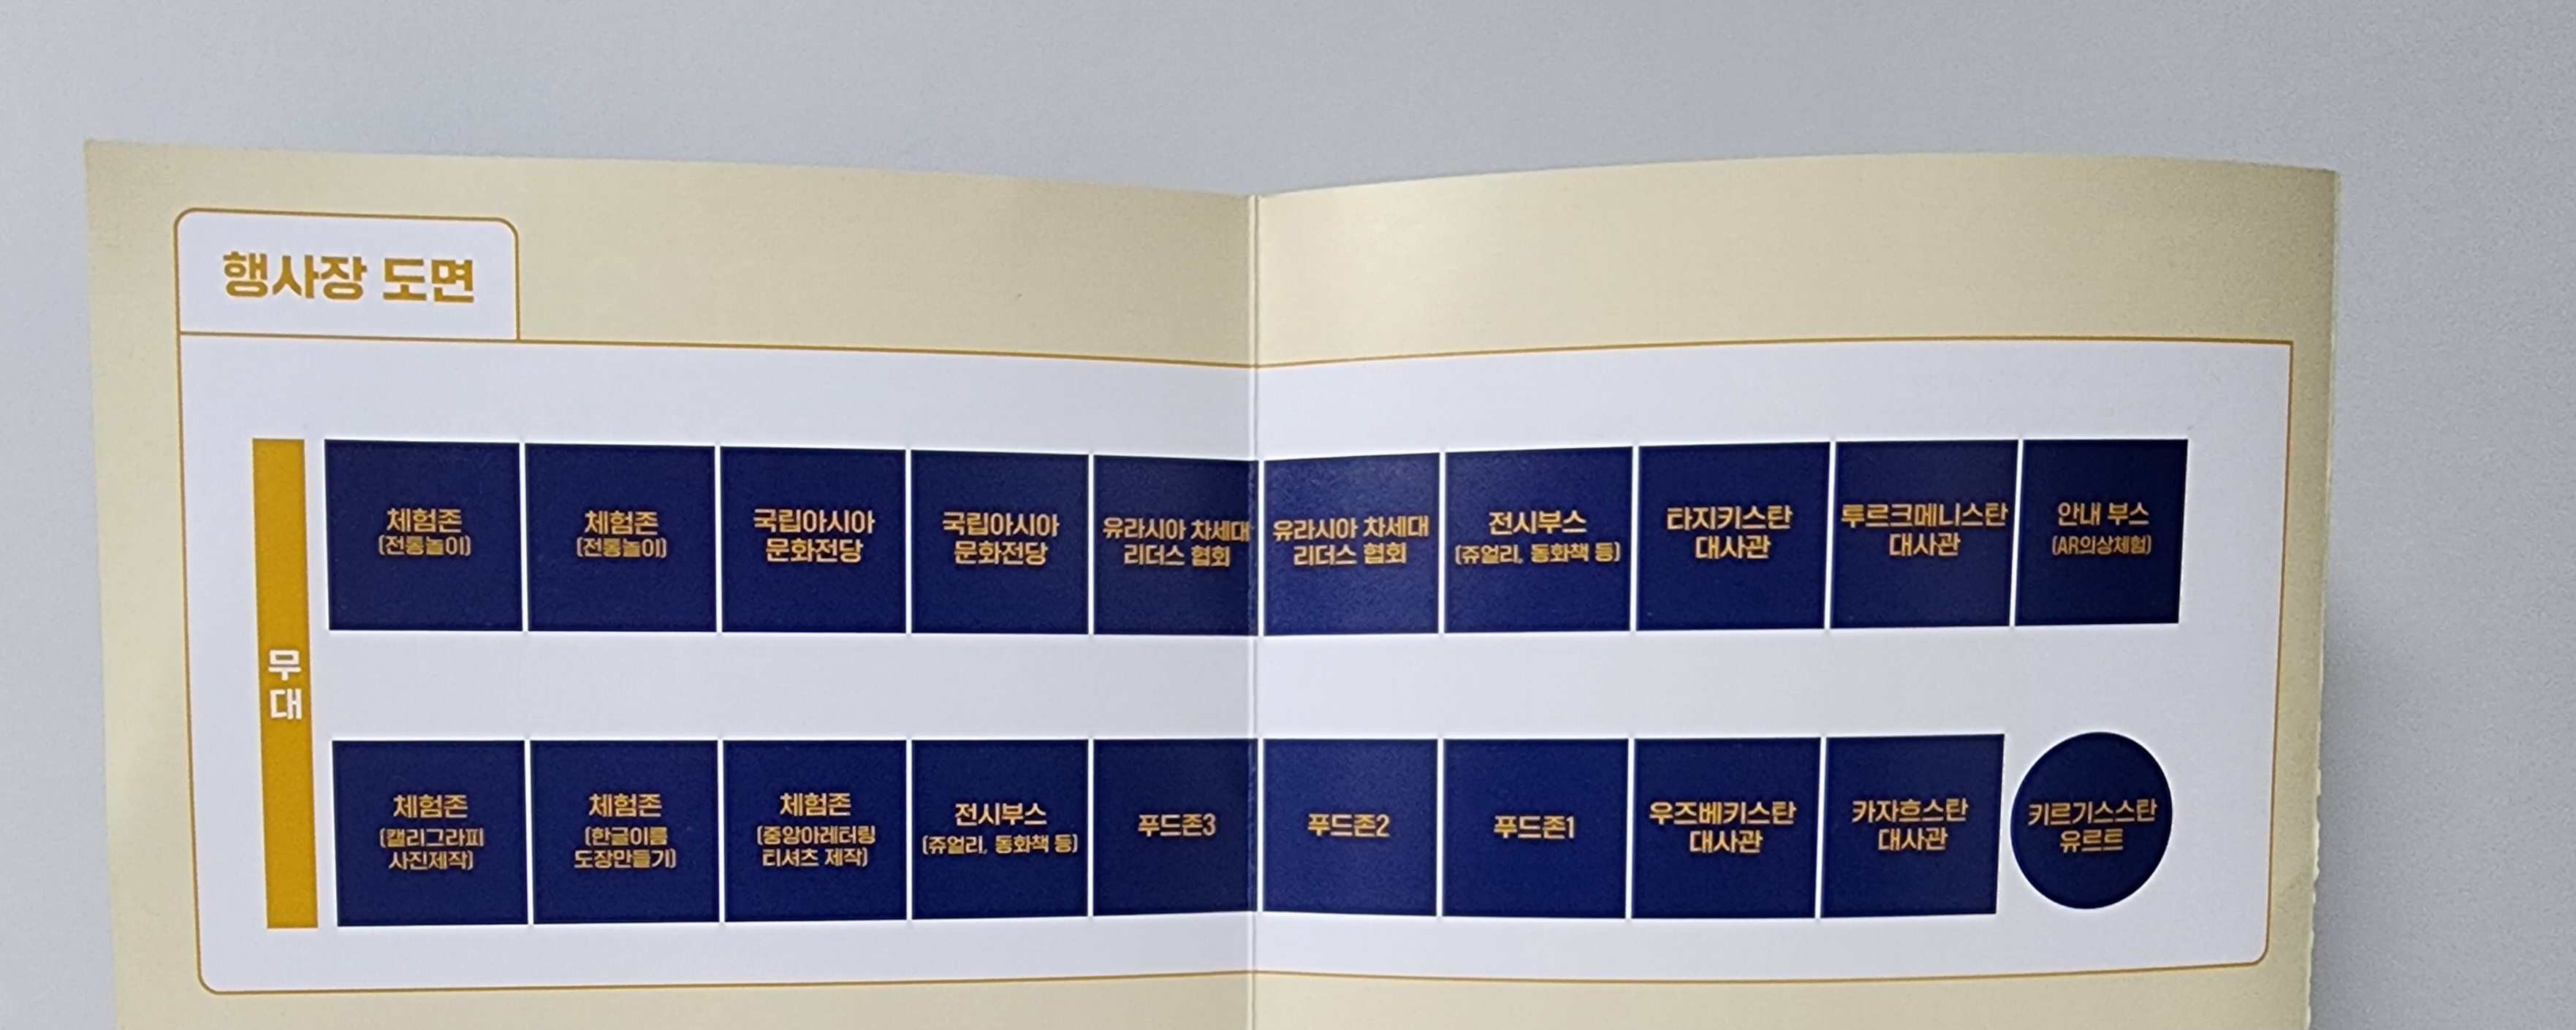 행사장 도면
무대
체험존
(전통놀이)
체험존
(전통놀이)
국립아시아
문화전당
국립아시아
문화전당
유라시아 차세대
리더스 협회
유라시아 차세대
리더스 협회
전시부스
(쥬얼리, 동화책 등)
타지키스탄
대사관
투르크메니스탄
대사관
안내 부스
(AR의상체험)
체험존
(캘리그라피
사진제작)
체험존
(한글이름
도장만들기)
체험존
(중앙아레터링
티셔츠 제작)
전시부스
(쥬얼리, 동화책 등)
푸드존3
푸드존2
푸드존1
우즈베키스탄
대사관
카자흐스탄
대사관
키르기스스탄
유르트